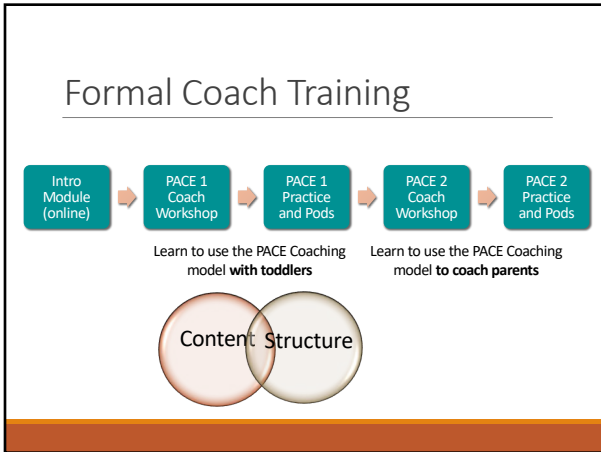 Formal Coach Training
Intro
Module
(online)
PACE 1
Coach
Workshop
PACE 1
Practice
and Pods
PACE 2
Coach
Workshop
PACE 2
Practice
and Pods
Learn to use the PACE Coaching
model with toddlers
Learn to use the PACE Coaching
model to coach parents
Content
Structure